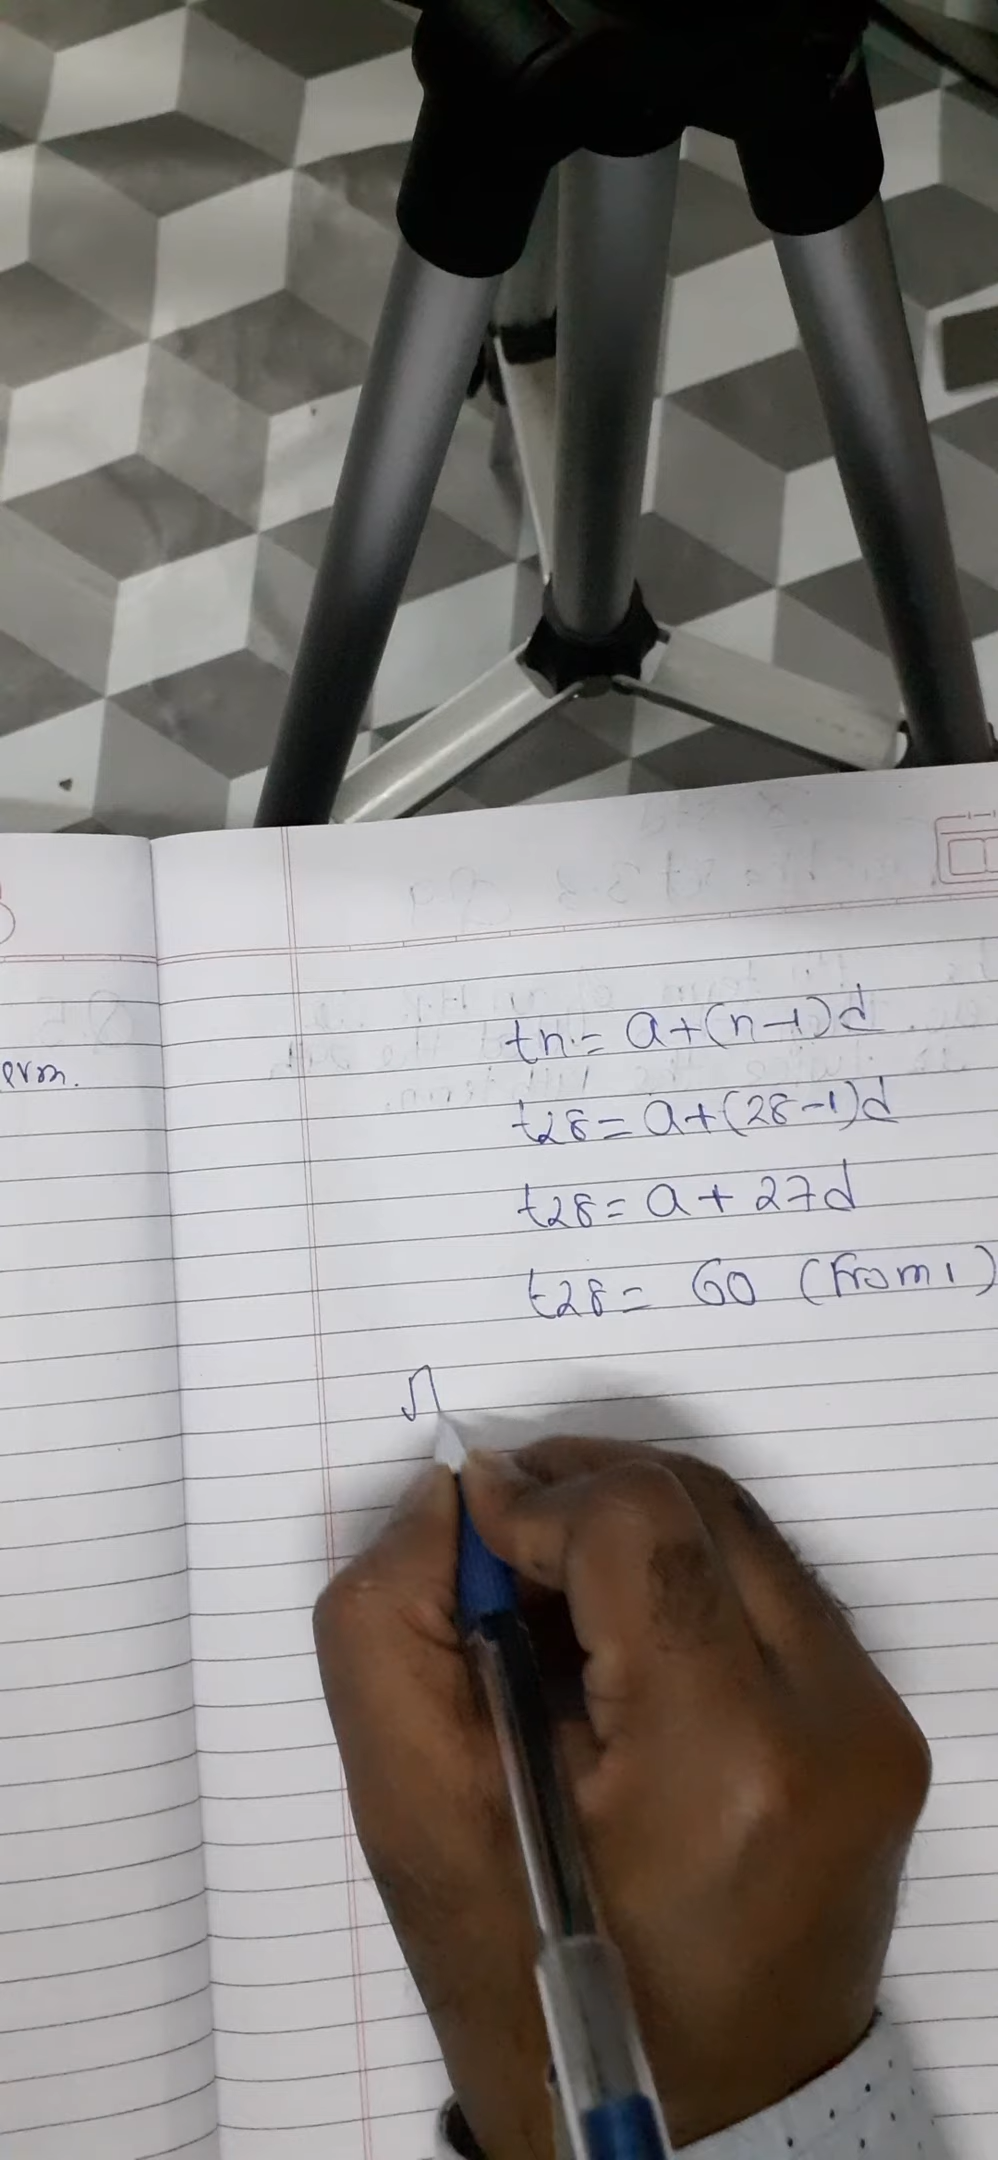 erm.
tn = a+(n-1)d
t28 = a+(28-1)d
t28 = a + 27d
t28 = 60 (From 1)